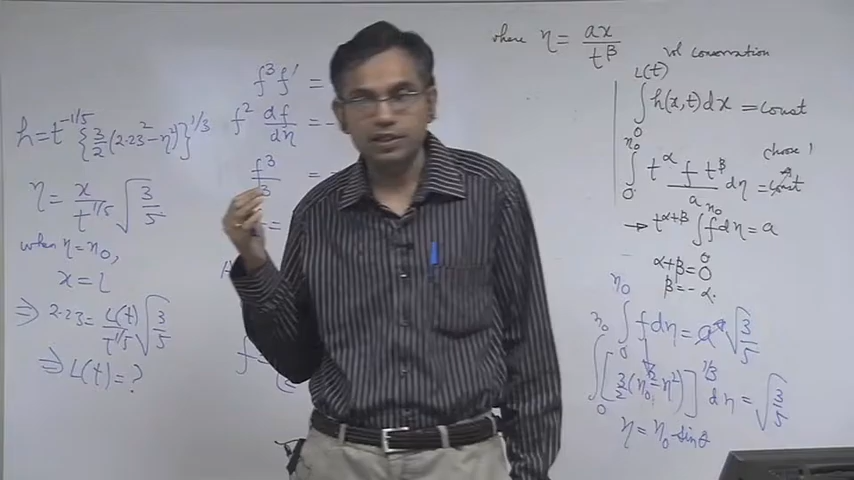 h = t^{-1/5} { 3/2 (2.23² - η²) }^{1/3}
η = x/t^{1/5} √(3/5)
when η = η₀,
x = l
⇒ 2.23 = L(t)/t^{1/5} √(3/5)
⇒ L(t) = ?
f³ f' =
f² df/dη = -
f³/3 =
f =
where η = ax/t^β
vol conservation
∫₀^{L(t)} h(x,t) dx = const
choose 1
∫₀^{η₀} t^α f t^β/a dη = const
→ t^{α+β} ∫₀^{η₀} f dη = a
α+β = 0
β = -α.
∫₀^{η₀} f dη = √(3/5)
∫₀^{η₀} [3/2 (η₀² - η²)]^{1/3} dη = √(3/5)
η = η₀ sinθ